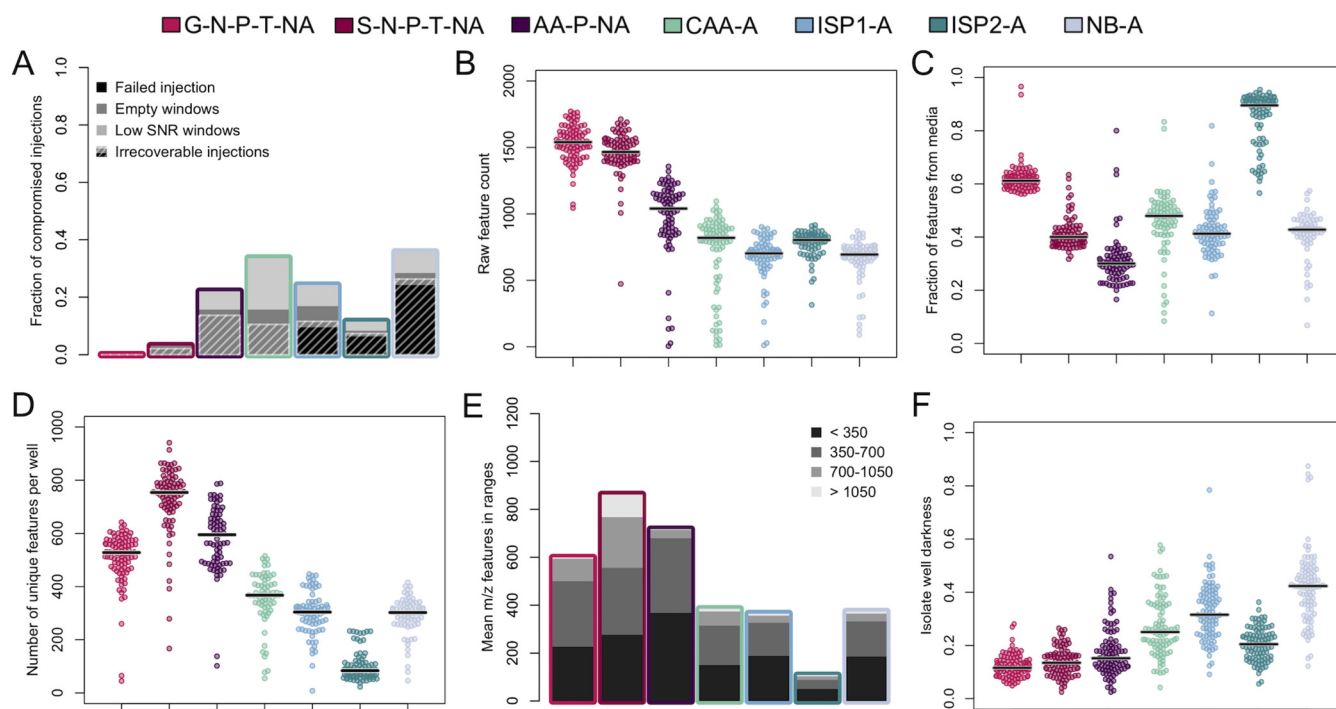 G-N-P-T-NA S-N-P-T-NA AA-P-NA CAA-A ISP1-A ISP2-A NB-A
A
Fraction of compromised injections
1.0
0.8
0.6
0.4
0.2
0.0
Failed injection
Empty windows
Low SNR windows
Irrecoverable injections
B
Raw feature count
2000
1500
1000
500
0
C
Fraction of features from media
1.0
0.8
0.6
0.4
0.2
0.0
D
Number of unique features per well
1000
800
600
400
2000
0
E
Mean m/z features in ranges
1200
1000
800
600
400
200
0
< 350
350-700
700-1050
> 1050
F
Isolate well darkness
1.0
0.8
0.6
0.4
0.2
0.0